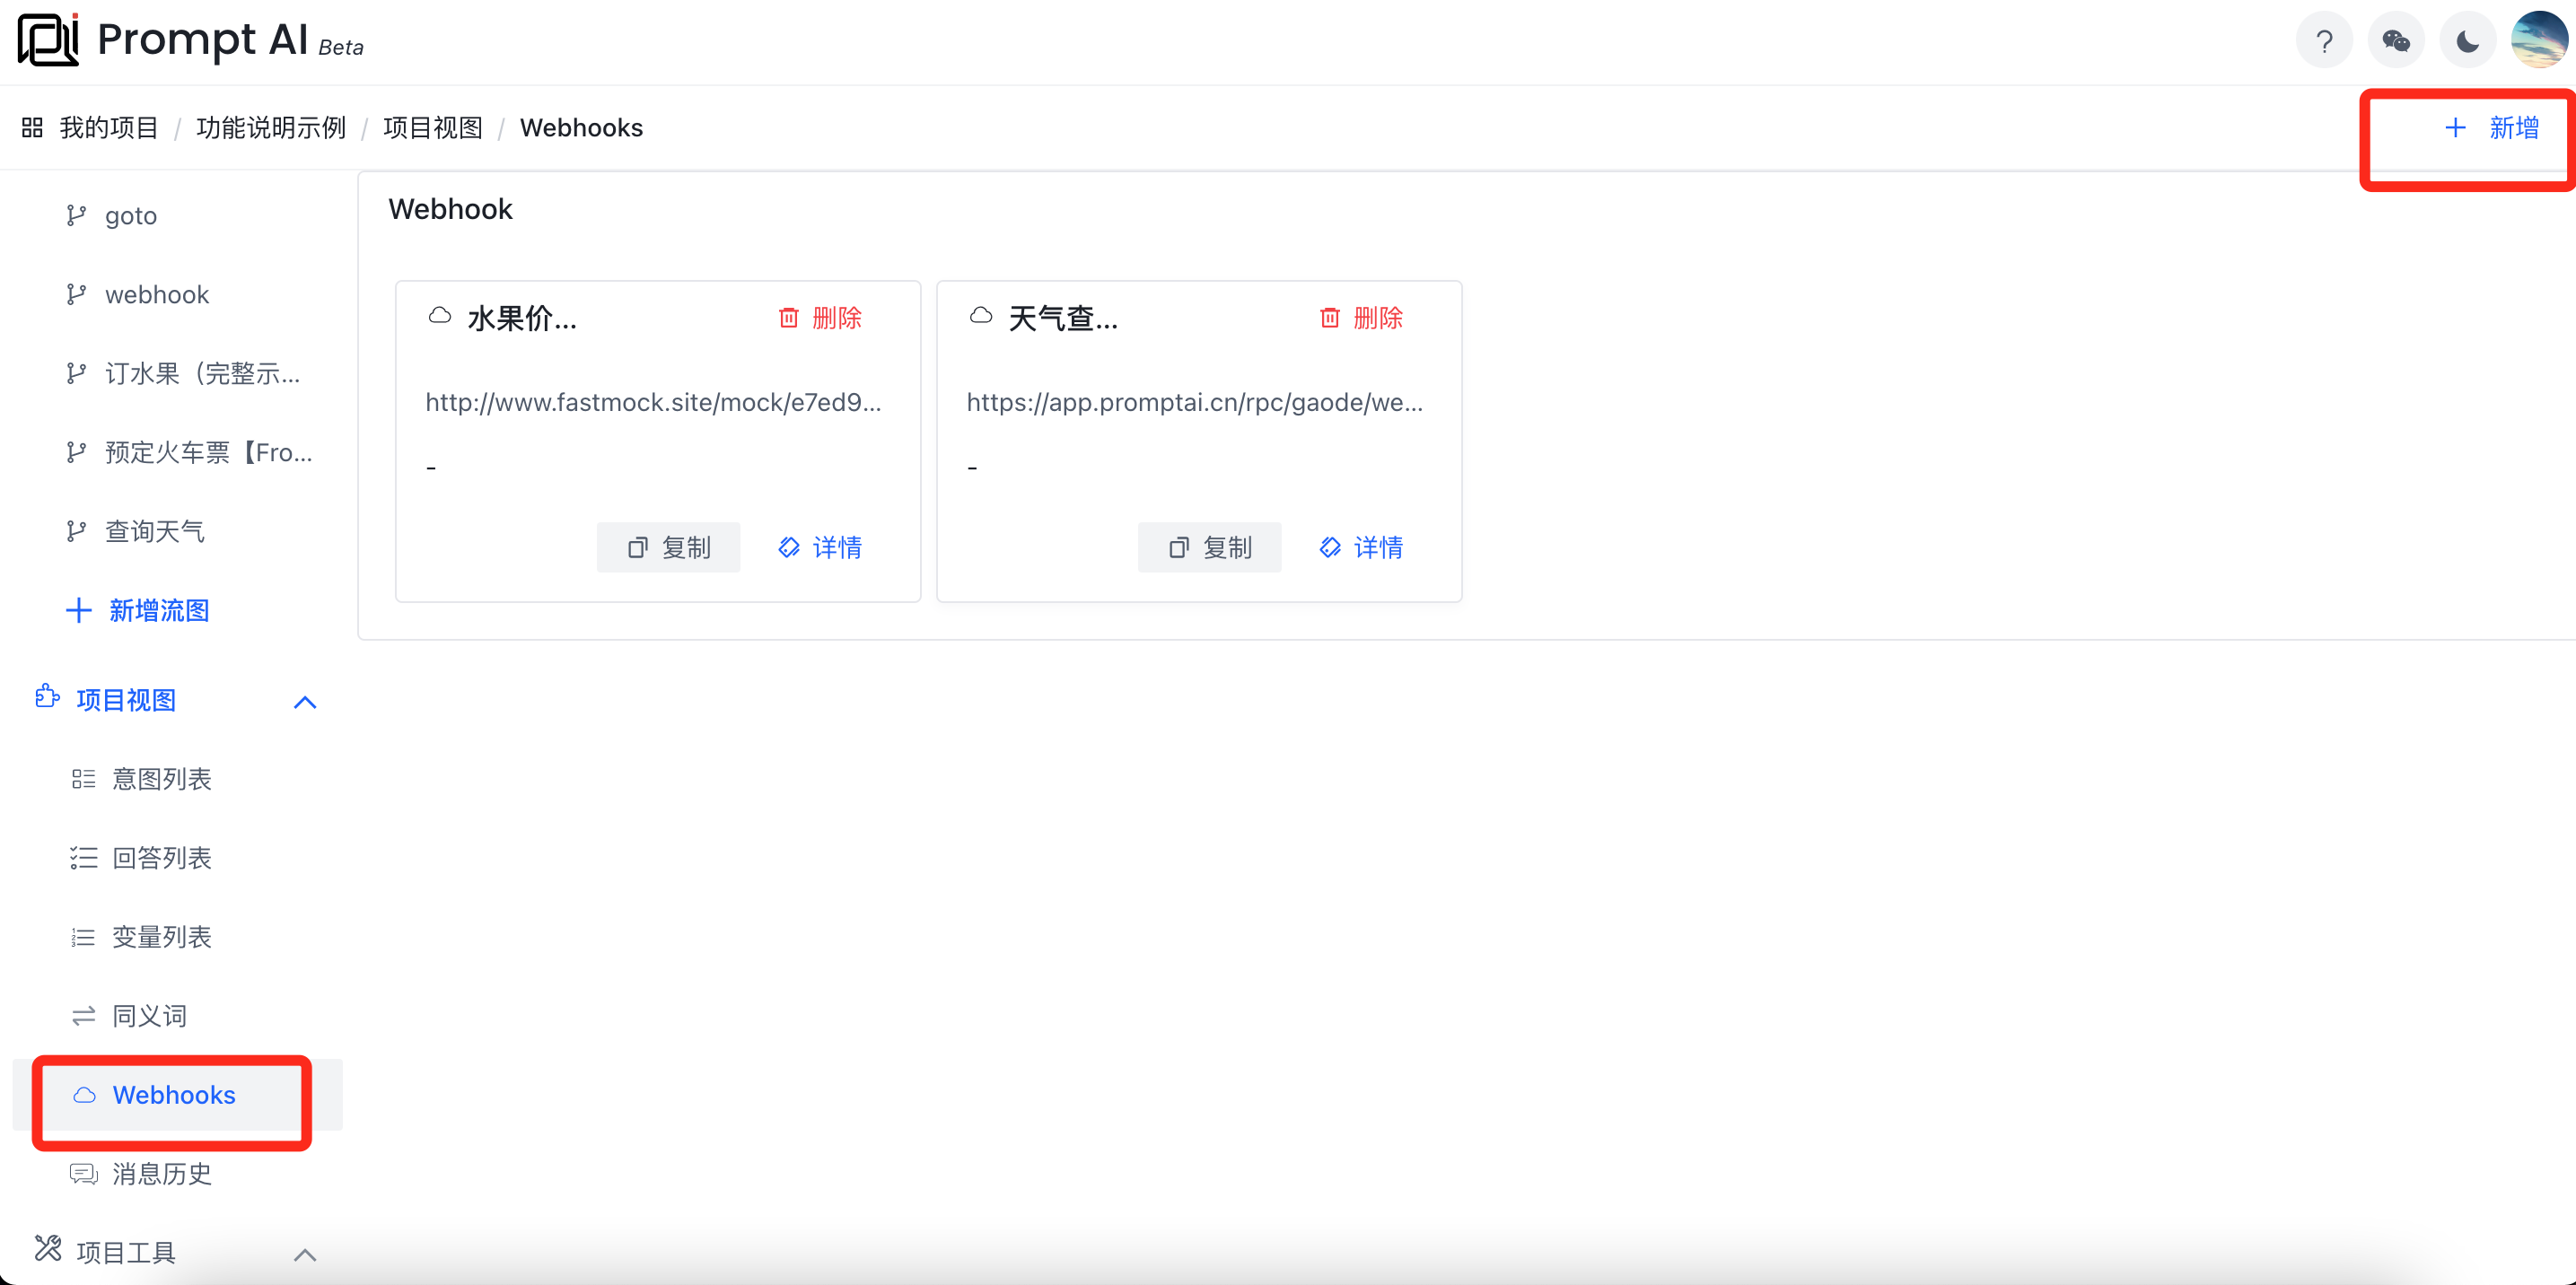 Prompt AI Beta
?
我的项目 / 功能说明示例 / 项目视图 / Webhooks
+ 新增
goto
webhook
订水果（完整示...
预定火车票【Fro...
查询天气
+ 新增流图
项目视图
意图列表
回答列表
变量列表
同义词
Webhooks
消息历史
项目工具
Webhook
水果价...
删除
http://www.fastmock.site/mock/e7ed9...
-
复制
详情
天气查...
删除
https://app.promptai.cn/rpc/gaode/we...
-
复制
详情